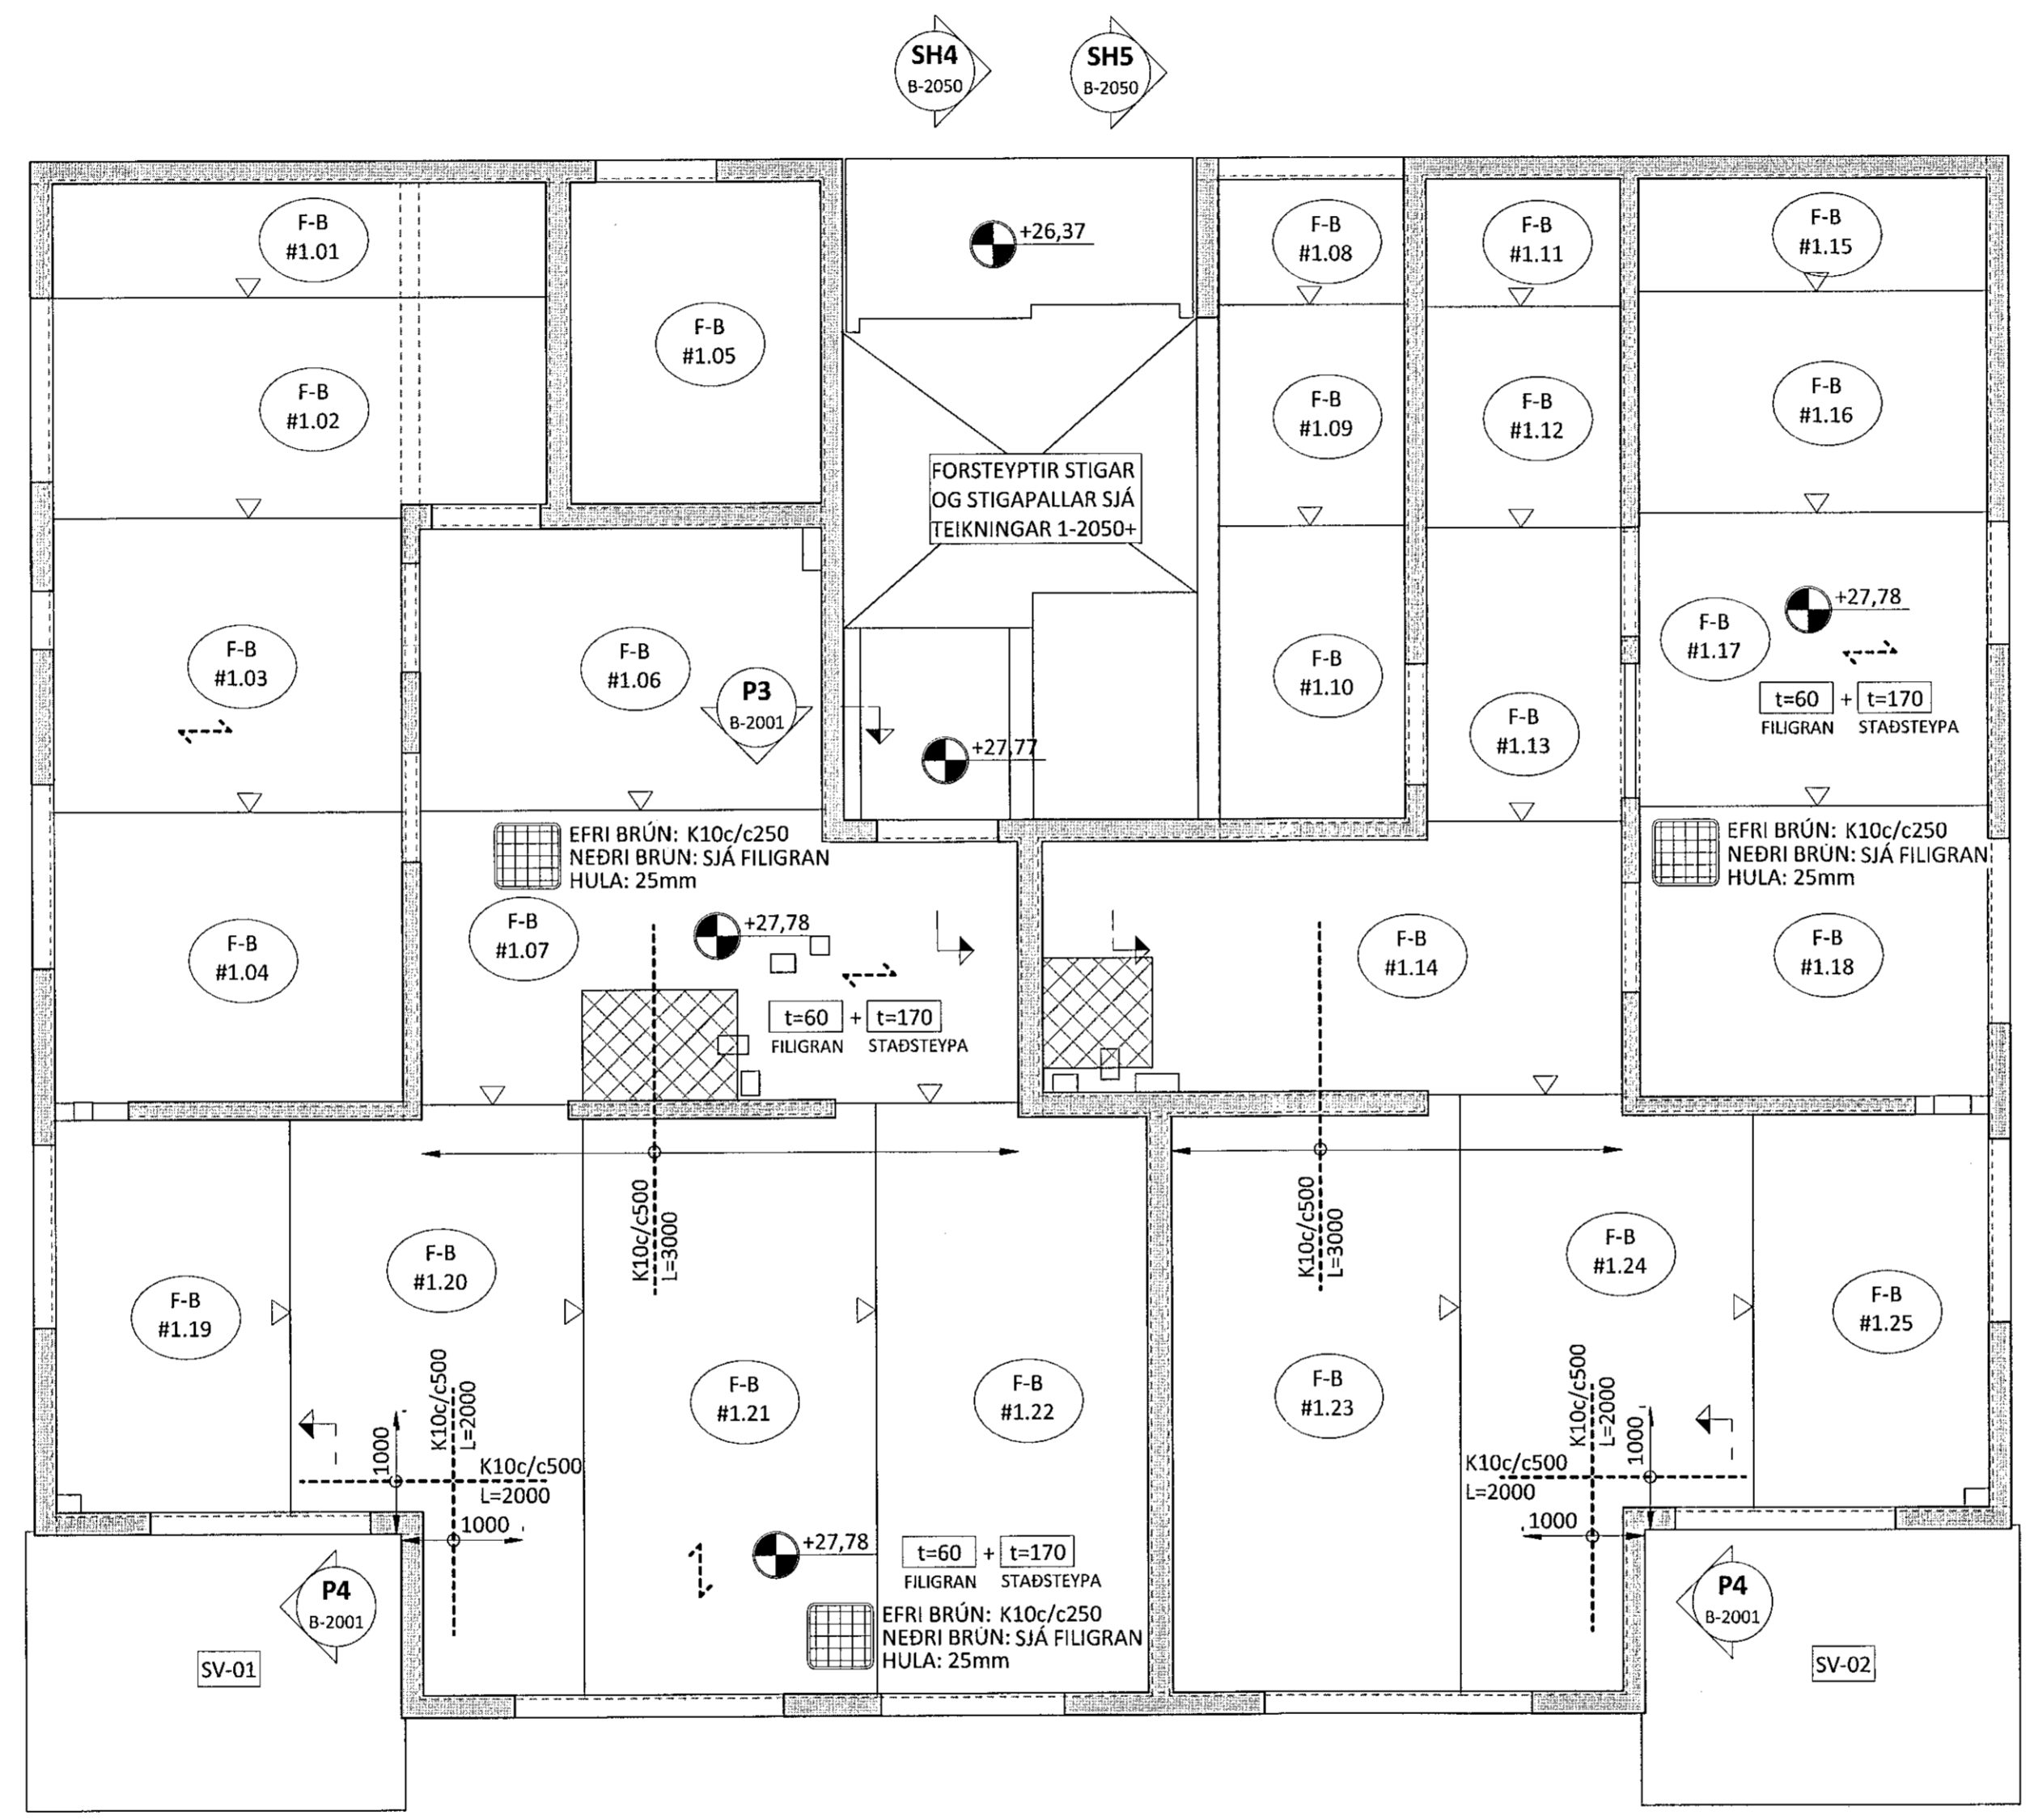 SH4
B-2050
SH5
B-2050
F-B
#1.01
F-B
#1.02
F-B
#1.03
F-B
#1.04
F-B
#1.05
F-B
#1.06
P3
B-2001
+26,37
FORSTEYPTIR STIGAR
OG STIGAPALLAR SJÁ
TEIKNINGAR 1-2050+
+27,77
F-B
#1.08
F-B
#1.09
F-B
#1.10
F-B
#1.11
F-B
#1.12
F-B
#1.13
F-B
#1.15
F-B
#1.16
F-B
#1.17
+27,78
t=60 + t=170
FILIGRAN STAÐSTEYPA
EFRI BRÚN: K10c/c250
NEÐRI BRUN: SJÁ FILIGRAN
HULA: 25mm
F-B
#1.07
+27,78
t=60 + t=170
FILIGRAN STAÐSTEYPA
F-B
#1.14
EFRI BRÚN: K10c/c250
NEÐRI BRÚN: SJÁ FILIGRAN
HULA: 25mm
F-B
#1.18
F-B
#1.19
F-B
#1.20
K10c/c500
L=3000
F-B
#1.21
F-B
#1.22
K10c/c500
L=3000
F-B
#1.23
F-B
#1.24
F-B
#1.25
K10c/c500
L=2000
1000
K10c/c500
L=2000
1000
K10c/c500
L=2000
1000
K10c/c500
L=2000
1000
+27,78
t=60 + t=170
FILIGRAN STAÐSTEYPA
EFRI BRÚN: K10c/c250
NEÐRI BRÚN: SJÁ FILIGRAN
HULA: 25mm
P4
B-2001
SV-01
P4
B-2001
SV-02